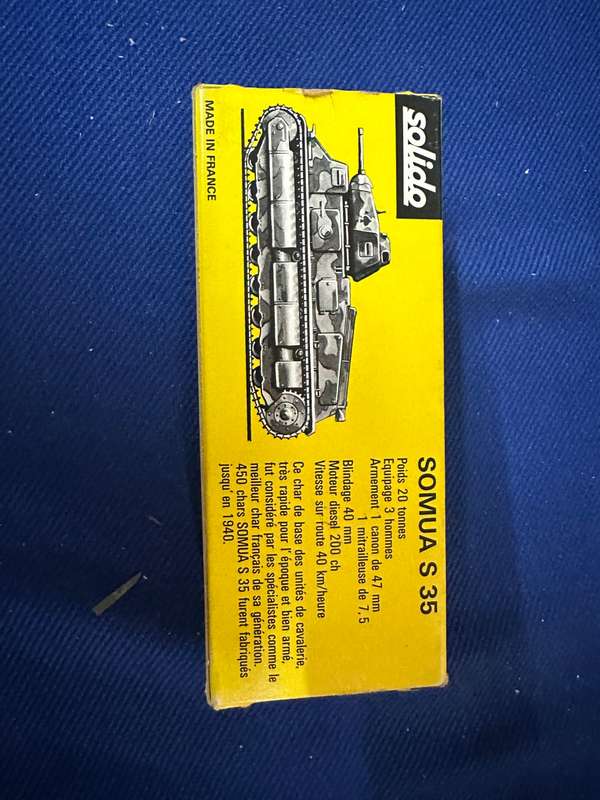 solido
MADE IN FRANCE
SOMUA S 35
Poids 20 tonnes
Equipage 3 hommes
Armement 1 canon de 47 mm
1 mitrailleuse de 7,5
Blindage 40 mm
Moteur diesel 200 ch
Vitesse sur route 40 km/heure
Ce char de base des unités de cavalerie,
très rapide pour l'époque et bien armé,
fut considéré par les spécialistes comme le
meilleur char français de sa génération.
450 chars SOMUA S 35 furent fabriqués
jusqu'en 1940.